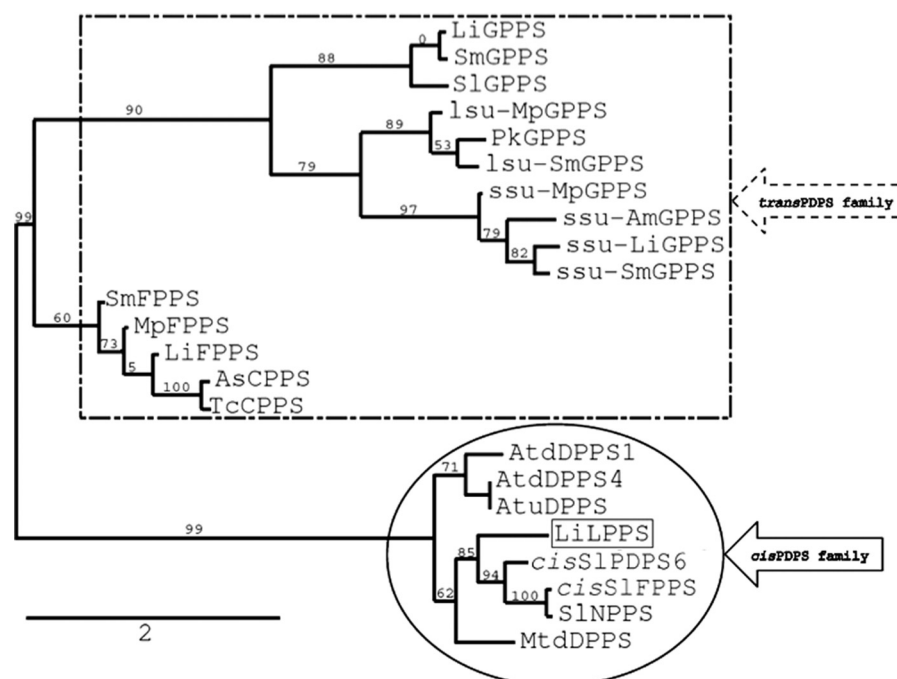 LiGPPS
0
SmGPPS
88
SlGPPS
90
lsu-MpGPPS
89
PkGPPS
53
lsu-SmGPPS
79
ssu-MpGPPS
transPDPS family
97
ssu-AmGPPS
99
79
ssu-LiGPPS
82
ssu-SmGPPS
SmFPPS
60
MpFPPS
73
LiFPPS
5
AsCPPS
100
TcCPPS
AtdDPPS1
71
AtdDPPS4
AtuDPPS
99
LiLPPS
85
cisSlPDPS6
cisPDPS family
94
cisSlFPPS
100
62
SlNPPS
2
MtdDPPS